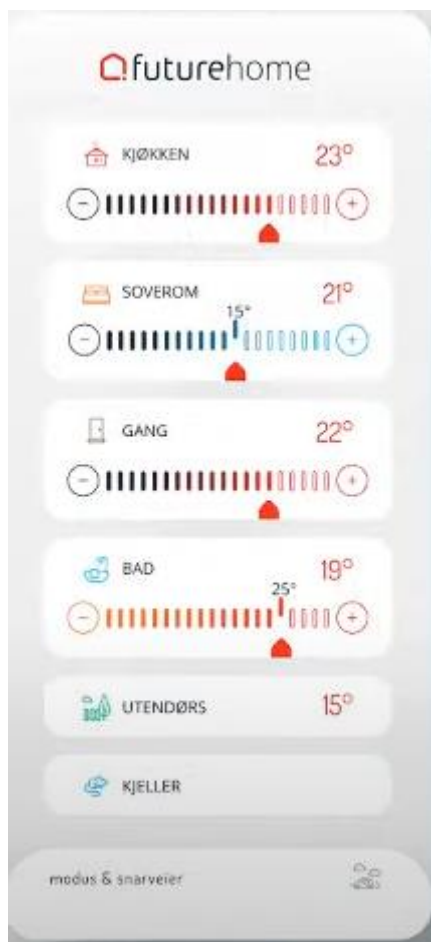 futurehome
KJØKKEN 23°
SOVEROM 21°
15°
GANG 22°
BAD 19°
25°
UTENDØRS 15°
KJELLER
modus & snarveier